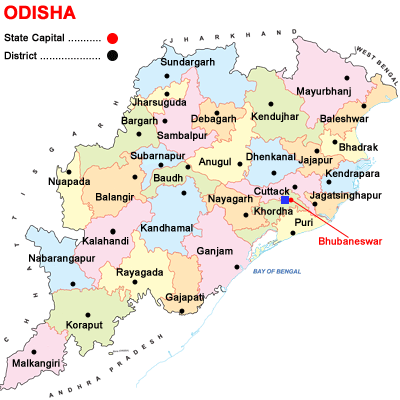 ODISHA
State Capital ...........
District .....................
JHARKHAND
WEST BENGAL
CHHATTISGARH
Sundargarh
Mayurbhanj
Jharsuguda
Bargarh
Debagarh
Kendujhar
Baleshwar
Sambalpur
Bhadrak
Subarnapur
Anugul
Dhenkanal
Jajapur
Nuapada
Baudh
Kendrapara
Balangir
Nayagarh
Cuttack
Jagatsinghapur
Khordha
Kandhamal
Puri
Kalahandi
Bhubaneswar
Nabarangapur
Ganjam
Rayagada
BAY OF BENGAL
Gajapati
Koraput
Malkangiri
ANDHRA PRADESH